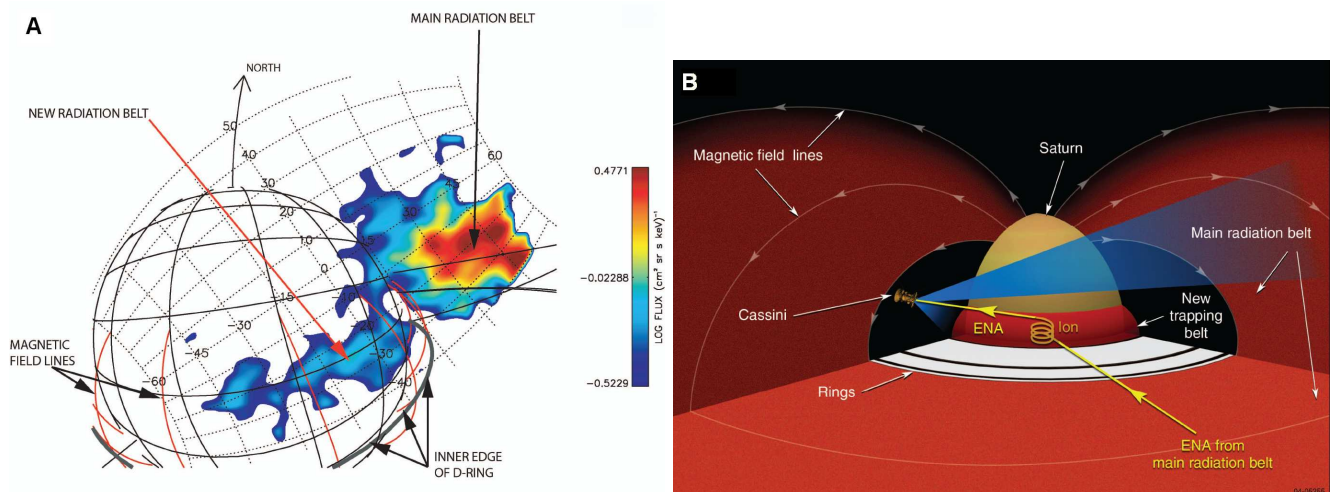 A
MAIN RADIATION BELT
NORTH
NEW RADIATION BELT
50
40
30
20
10
0
-15
-10
-20
-30
-30
-45
-40
-60
60
45
30
15
MAGNETIC
FIELD LINES
INNER EDGE
OF D-RING
0.4771
-0.02288
-0.5229
LOG FLUX (cm² sr s keV)⁻¹
B
Magnetic field lines
Saturn
Main radiation belt
Cassini
ENA
Ion
New
trapping
belt
Rings
ENA from
main radiation belt